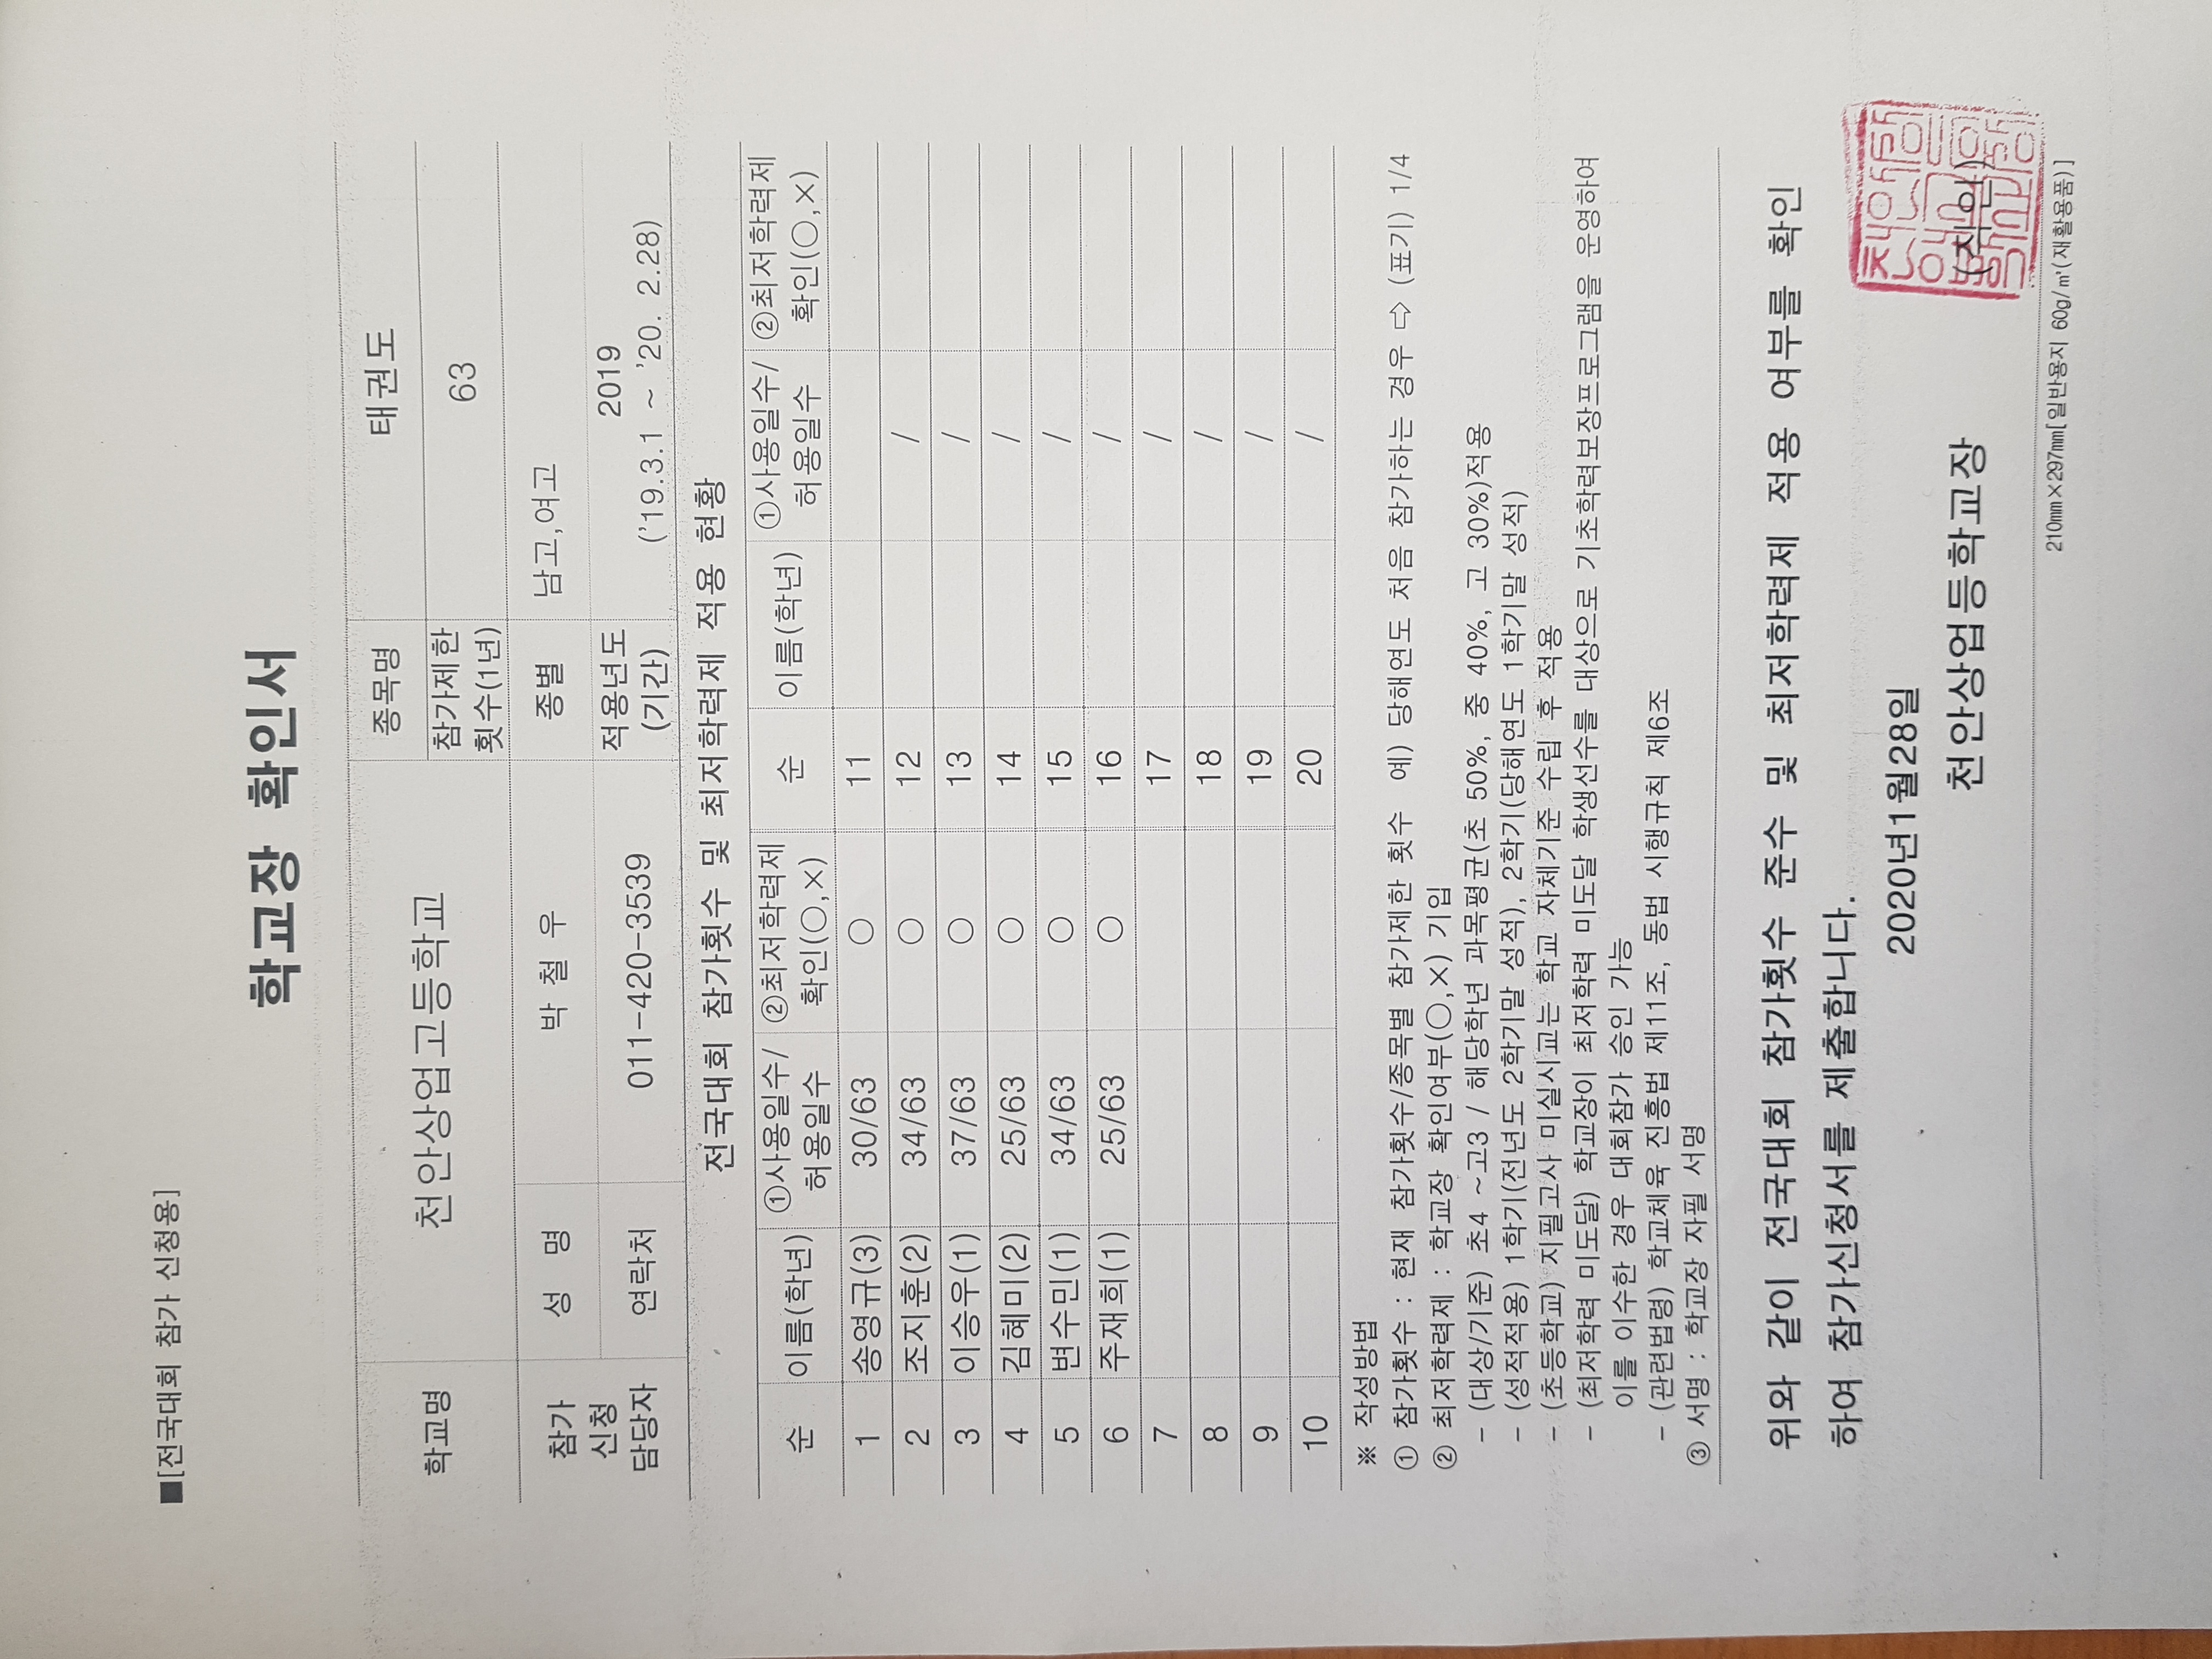 ■[전국대회 참가 신청용]
학교장 확인서
학교명 천안상업고등학교 종목명 태권도
참가제한 횟수(1년) 63
참가 신청 담당자 성 명 박 철 우 종별 남고,여고
연락처 011-420-3539 적용년도 (기간) 2019 ('19.3.1 ~ '20. 2.28)
전국대회 참가횟수 및 최저학력제 적용 현황
순 이름(학년) ①사용일수/허용일수 ②최저학력제 확인(○,×) 순 이름(학년) ①사용일수/허용일수 ②최저학력제 확인(○,×)
1 송영규(3) 30/63 ○ 11
2 조지훈(2) 34/63 ○ 12 /
3 이승우(1) 37/63 ○ 13 /
4 김혜미(2) 25/63 ○ 14 /
5 변수민(1) 34/63 ○ 15 /
6 주재희(1) 25/63 ○ 16 /
7 17 /
8 18 /
9 19 /
10 20 /
※ 작성방법
① 참가횟수 : 현재 참가횟수/종목별 참가제한 횟수 예) 당해연도 처음 참가하는 경우 ⇨ (표기) 1/4
② 최저학력제 : 학교장 확인여부(○,×) 기입
- (대상/기준) 초4 ~고3 / 해당학년 과목평균(초 50%, 중 40%, 고 30%)적용
- (성적적용) 1학기(전년도 2학기말 성적), 2학기(당해연도 1학기말 성적)
- (초등학교) 지필고사 미실시교는 학교 자체기준 수립 후 적용
- (최저학력 미도달) 학교장이 최저학력 미도달 학생선수를 대상으로 기초학력보장프로그램을 운영하여
이를 이수한 경우 대회참가 승인 가능
- (관련법령) 학교체육 진흥법 제11조, 동법 시행규칙 제6조
③ 서명 : 학교장 자필 서명
위와 같이 전국대회 참가횟수 준수 및 최저학력제 적용 여부를 확인
하여 참가신청서를 제출합니다.
2020년1월28일
천안상업등학교장 (직인)
210㎜×297㎜[일반용지 60g/㎡(재활용품)]